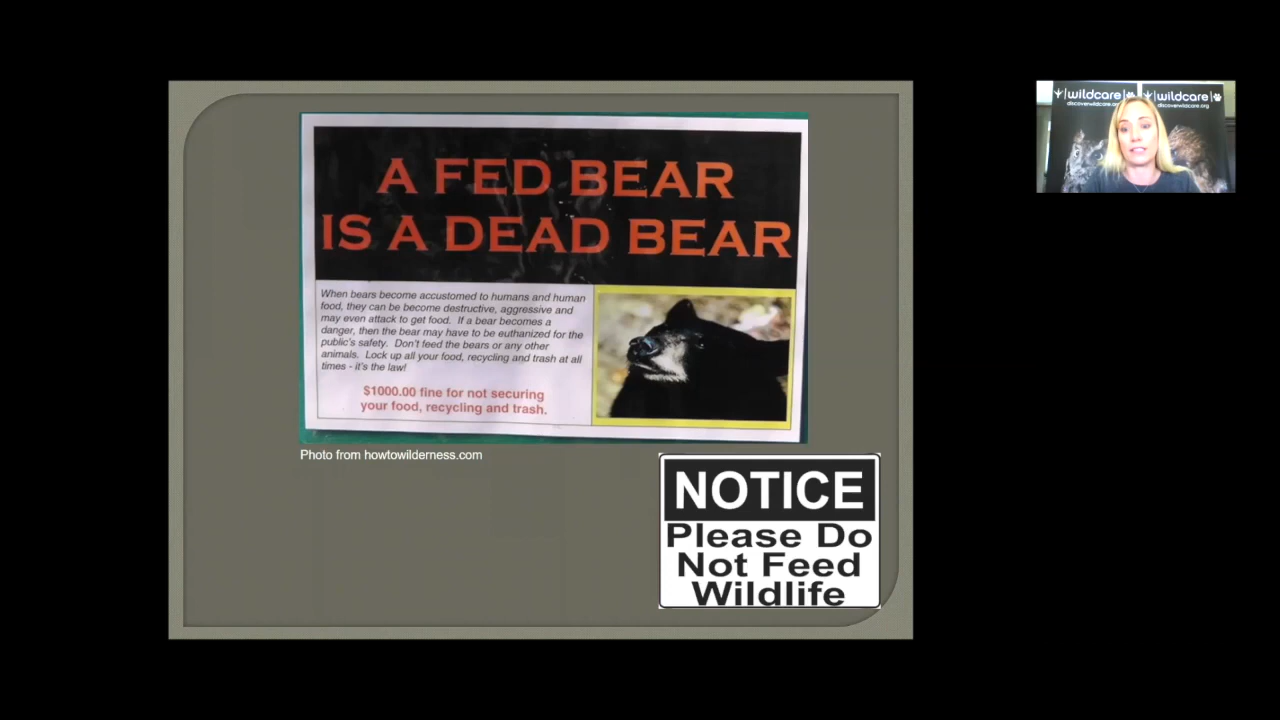 A FED BEAR
IS A DEAD BEAR
When bears become accustomed to humans and human
food, they can be become destructive, aggressive and
may even attack to get food. If a bear becomes a
danger, then the bear may have to be euthanized for the
public's safety. Don't feed the bears or any other
animals. Lock up all your food, recycling and trash at all
times - it's the law!
$1000.00 fine for not securing
your food, recycling and trash.
Photo from howtowilderness.com
NOTICE
Please Do
Not Feed
Wildlife
wildcare
discoverwildcare.org
wildcare
discoverwildcare.org